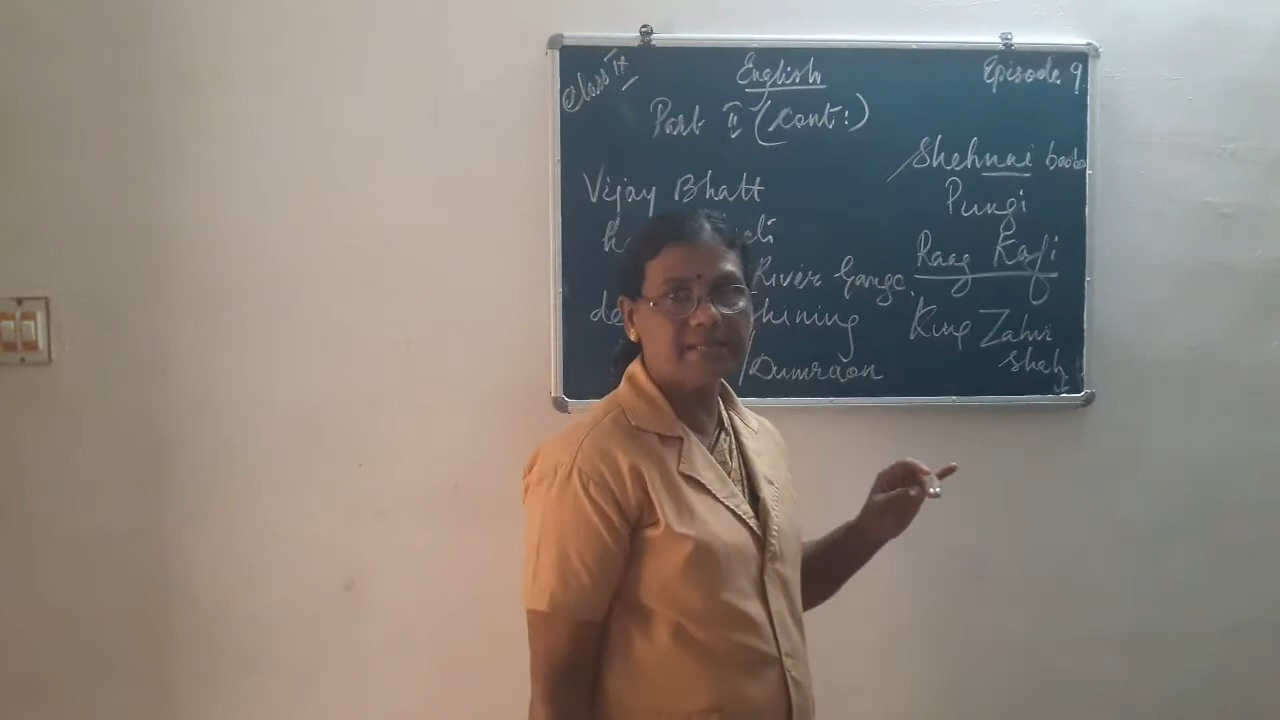 Class IX
English
Episode 9
Part II (Cont:)
Shehnai
Vijay Bhatt
Pungi
Raag Kafi
River Ganga
shining
King Zahir
Shah
Dumraon